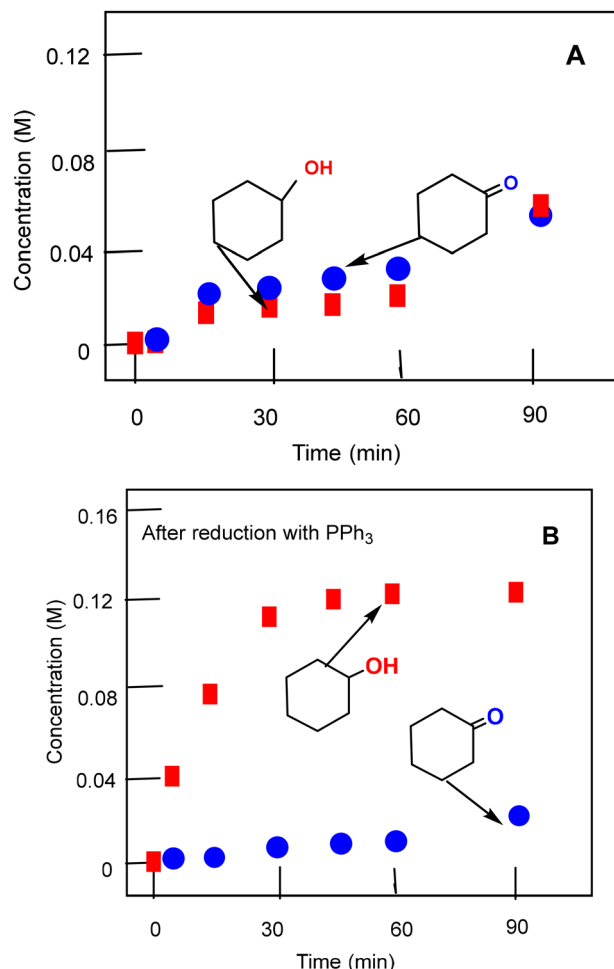 A
0.12
0.08
0.04
0
Concentration (M)
OH
O
0
30
60
90
Time (min)
B
After reduction with PPh₃
0.16
0.12
0.08
0.04
0
Concentration (M)
OH
O
0
30
60
90
Time (min)